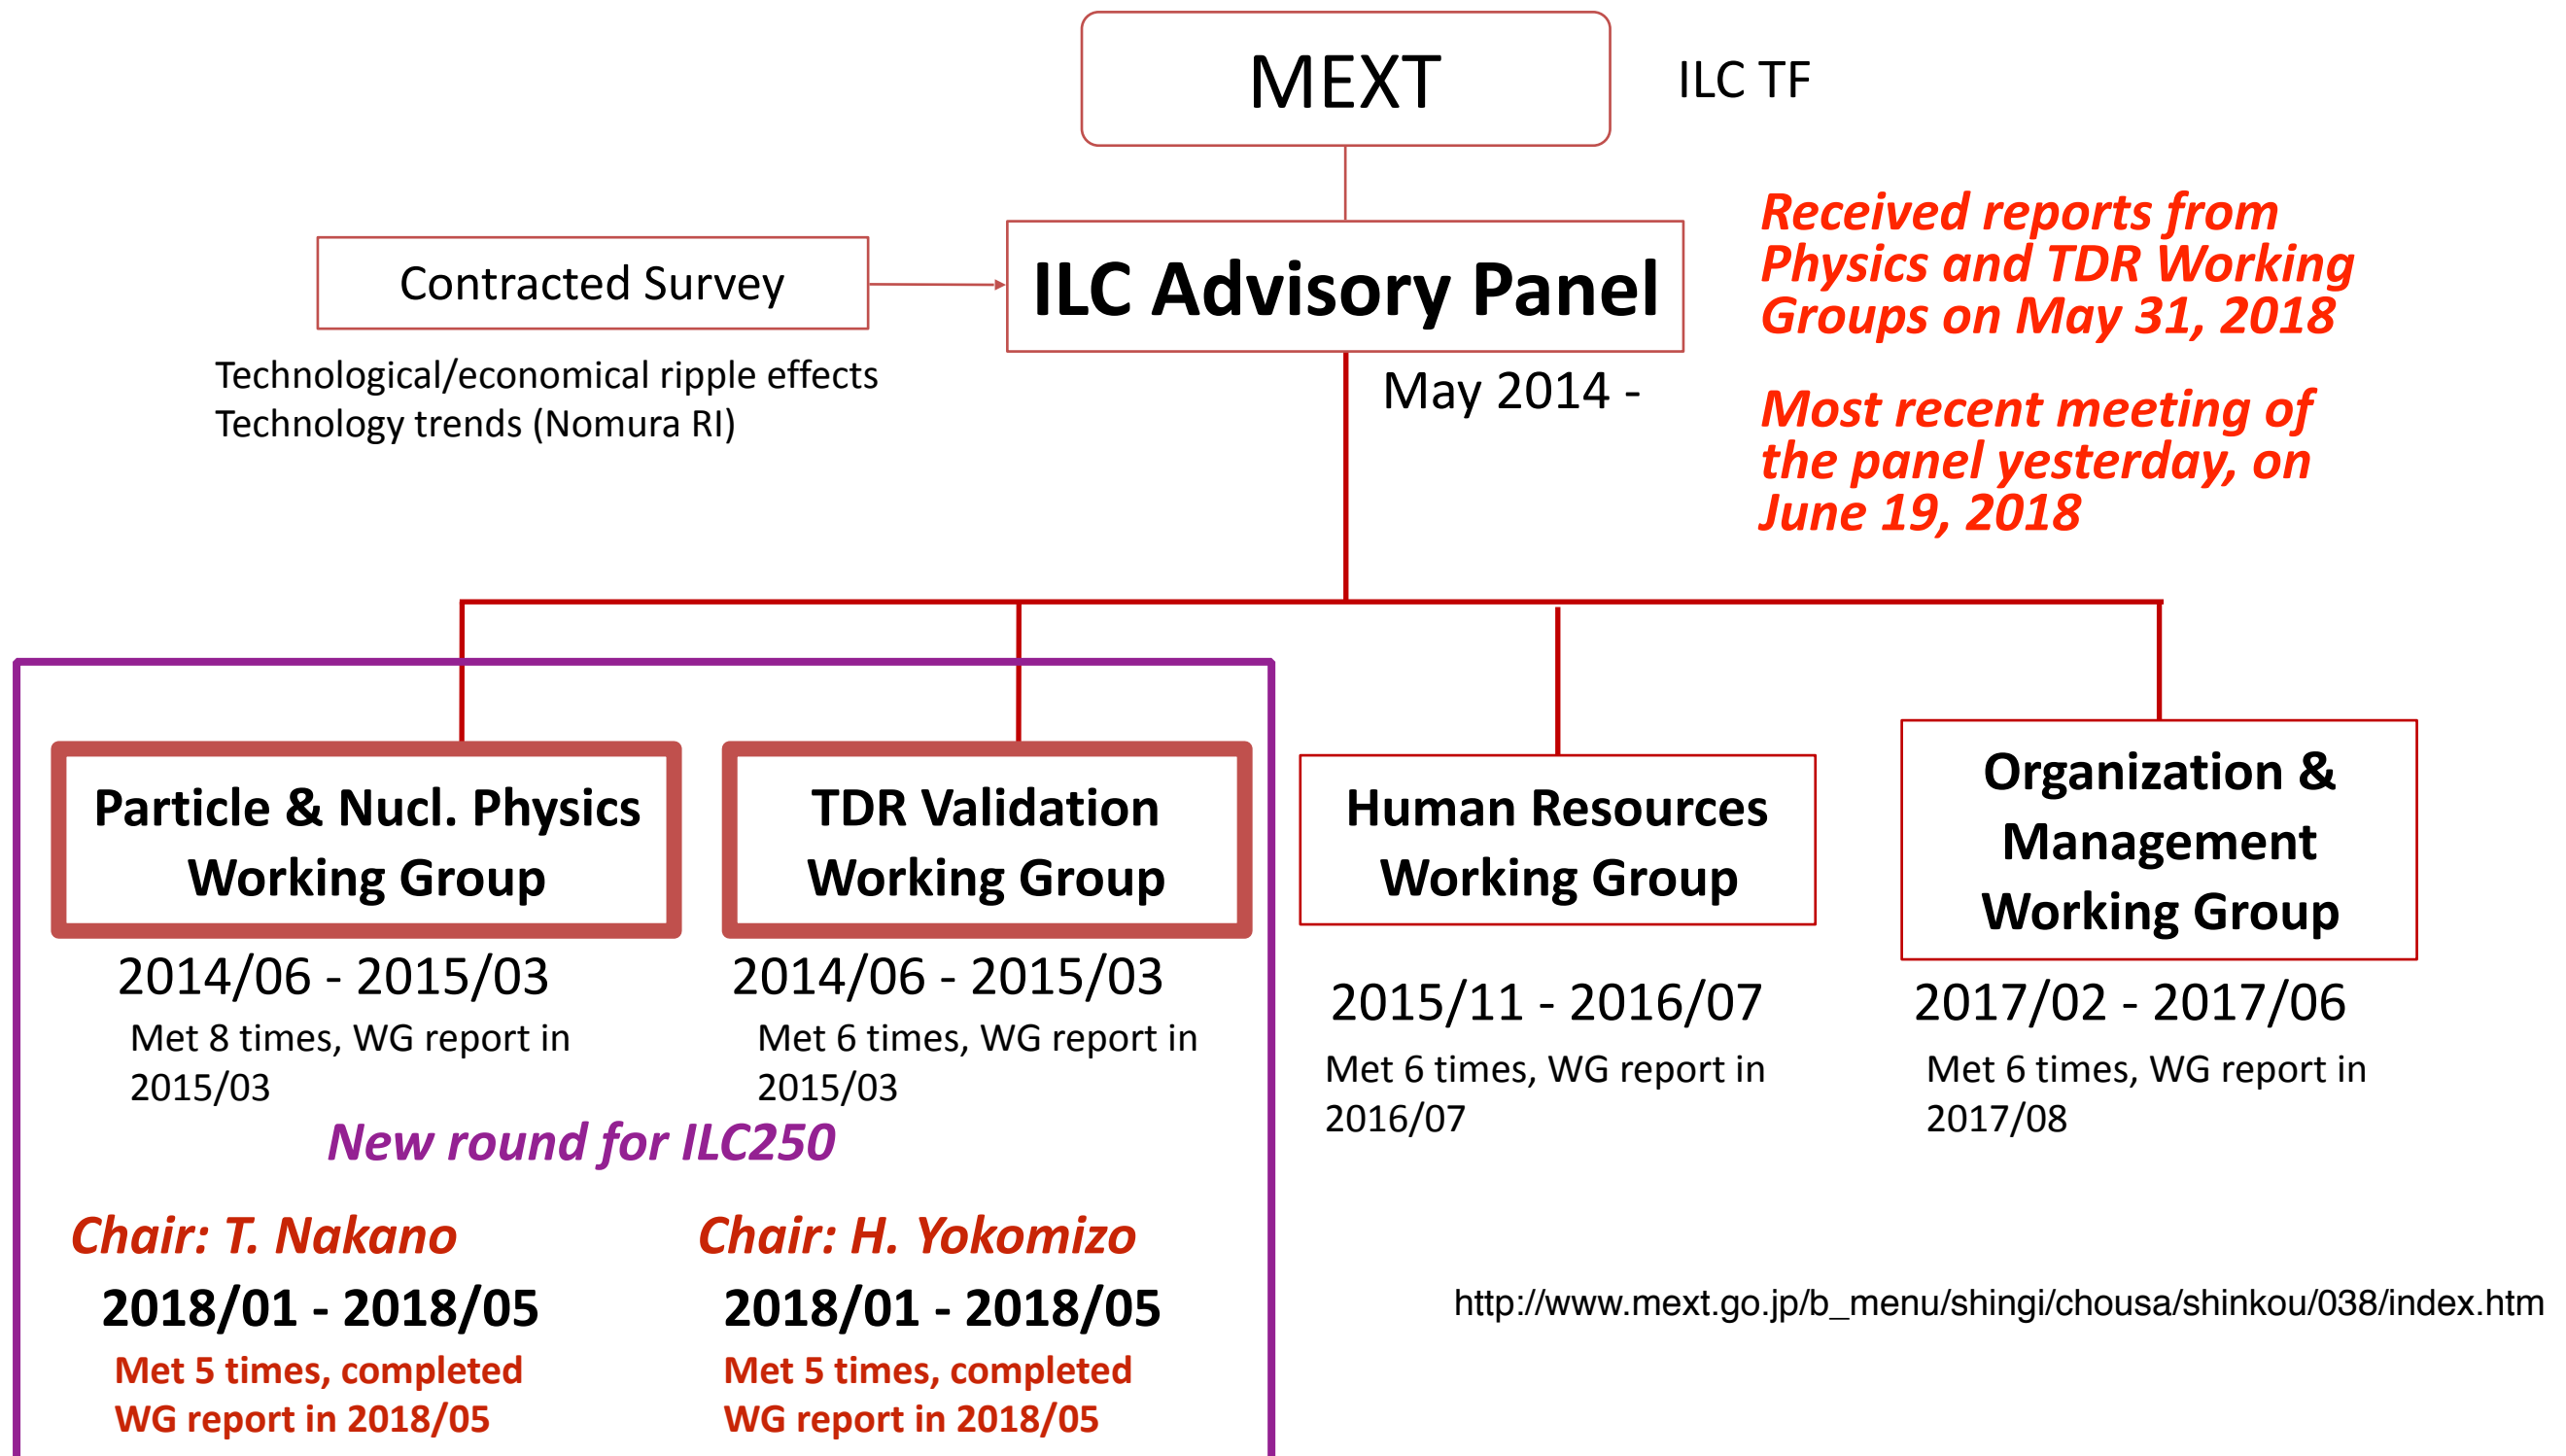 MEXT
ILC TF
Contracted Survey
ILC Advisory Panel
Technological/economical ripple effects
Technology trends (Nomura RI)
May 2014 -
Received reports from
Physics and TDR Working
Groups on May 31, 2018
Most recent meeting of
the panel yesterday, on
June 19, 2018
Particle & Nucl. Physics
Working Group
2014/06 - 2015/03
Met 8 times, WG report in
2015/03
TDR Validation
Working Group
2014/06 - 2015/03
Met 6 times, WG report in
2015/03
Human Resources
Working Group
2015/11 - 2016/07
Met 6 times, WG report in
2016/07
Organization &
Management
Working Group
2017/02 - 2017/06
Met 6 times, WG report in
2017/08
New round for ILC250
Chair: T. Nakano
2018/01 - 2018/05
Met 5 times, completed
WG report in 2018/05
Chair: H. Yokomizo
2018/01 - 2018/05
Met 5 times, completed
WG report in 2018/05
http://www.mext.go.jp/b_menu/shingi/chousa/shinkou/038/index.htm